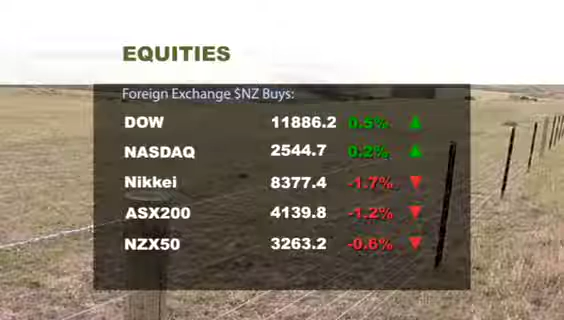 EQUITIES
Foreign Exchange $NZ Buys:
DOW 11886.2 0.5% ▲
NASDAQ 2544.7 0.2% ▲
Nikkei 8377.4 -1.7% ▼
ASX200 4139.8 -1.2% ▼
NZX50 3263.2 -0.6% ▼